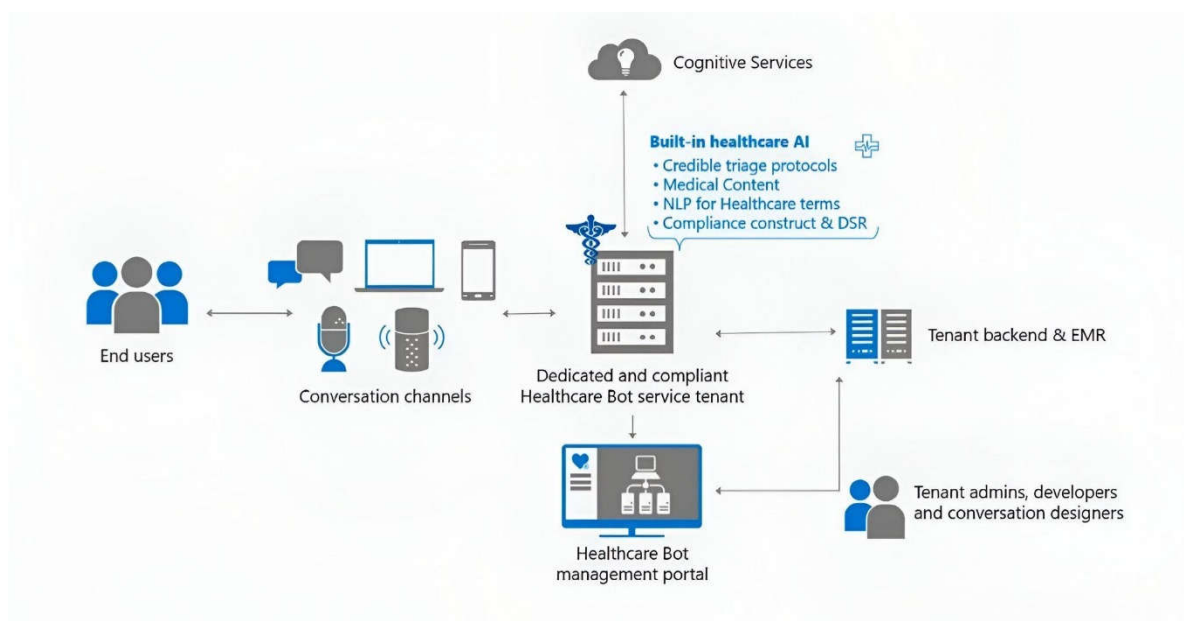 Cognitive Services
Built-in healthcare AI
• Credible triage protocols
• Medical Content
• NLP for Healthcare terms
• Compliance construct & DSR
End users
Conversation channels
Dedicated and compliant
Healthcare Bot service tenant
Tenant backend & EMR
Healthcare Bot
management portal
Tenant admins, developers
and conversation designers